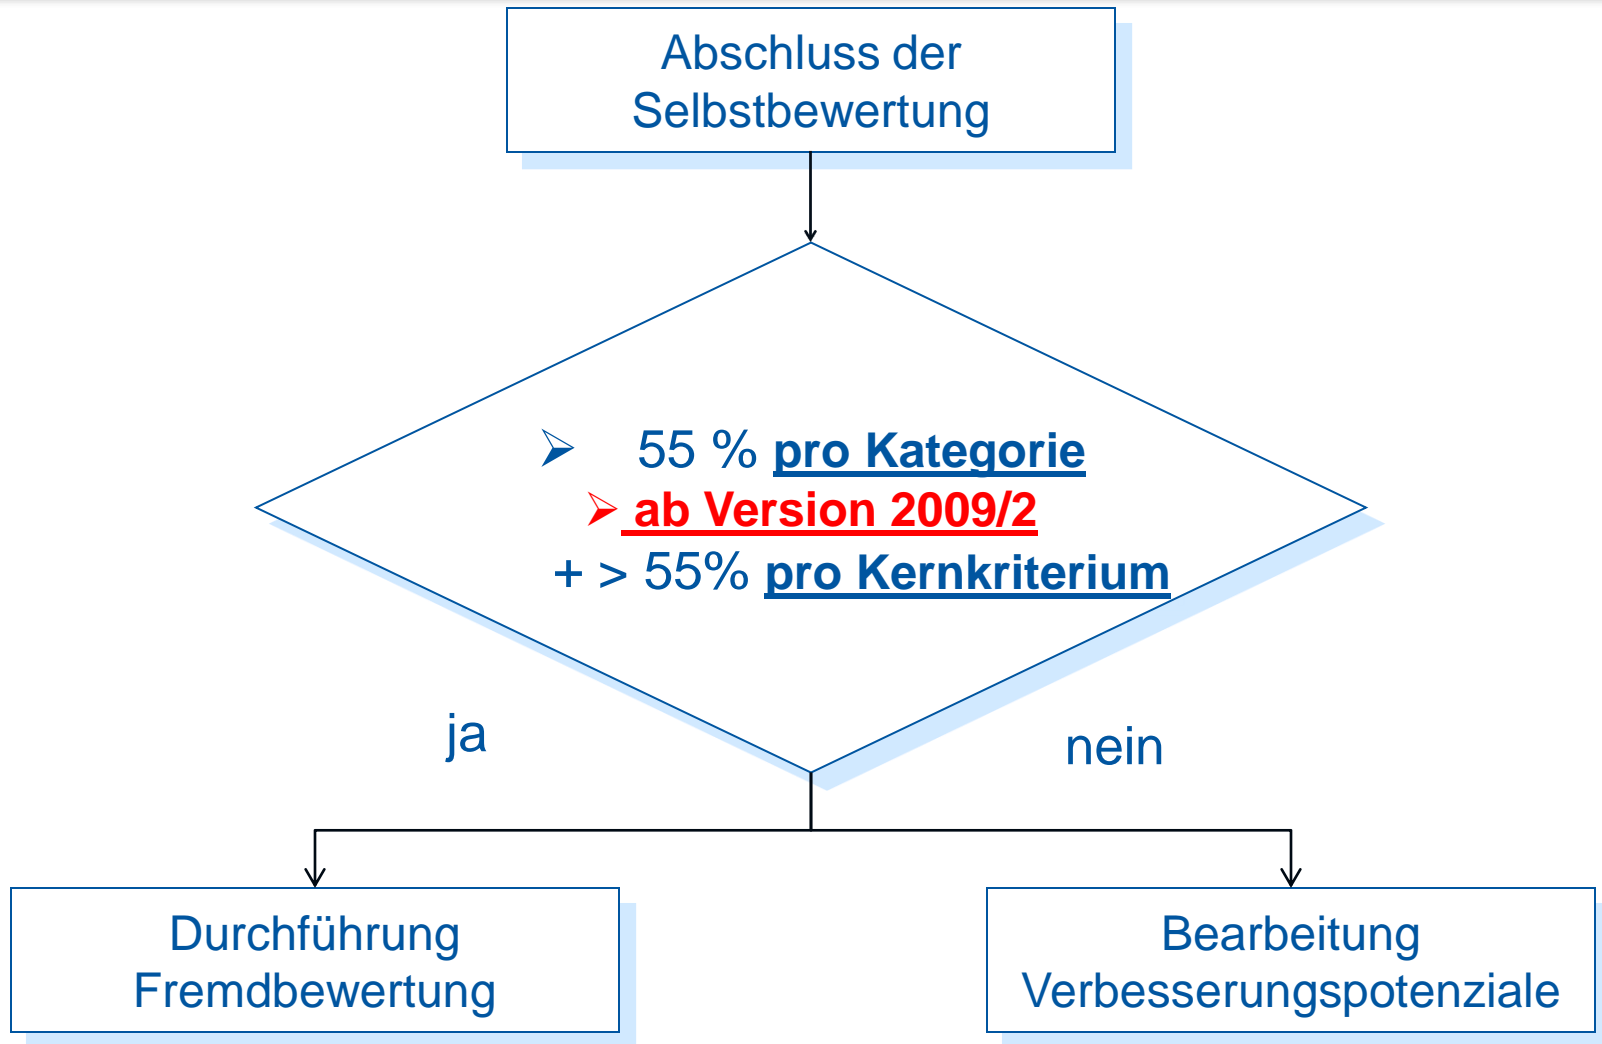 Abschluss der
Selbstbewertung
➢ 55 % pro Kategorie
➢ ab Version 2009/2
+ > 55% pro Kernkriterium
ja
nein
Durchführung
Fremdbewertung
Bearbeitung
Verbesserungspotenziale